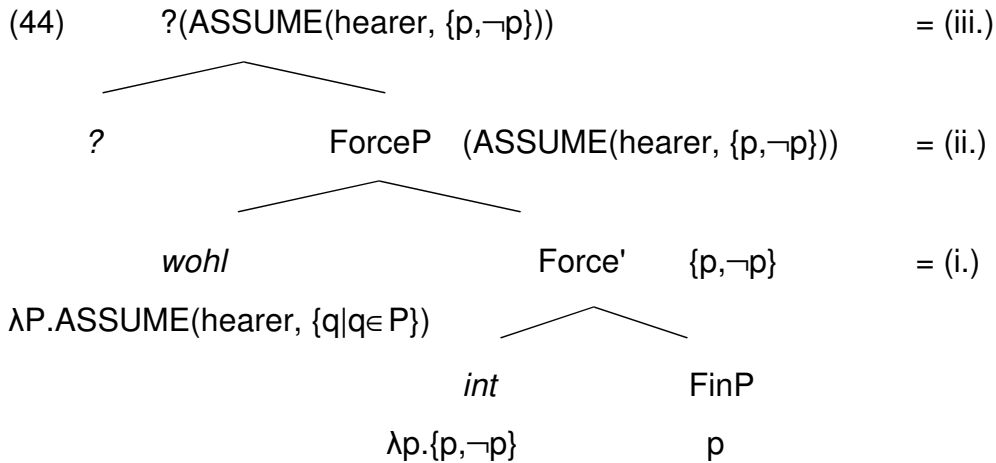 (44) ?(ASSUME(hearer, {p,¬p})) = (iii.)
? ForceP (ASSUME(hearer, {p,¬p})) = (ii.)
wohl Force' {p,¬p} = (i.)
λP.ASSUME(hearer, {q|q∈P})
int FinP
λp.{p,¬p} p